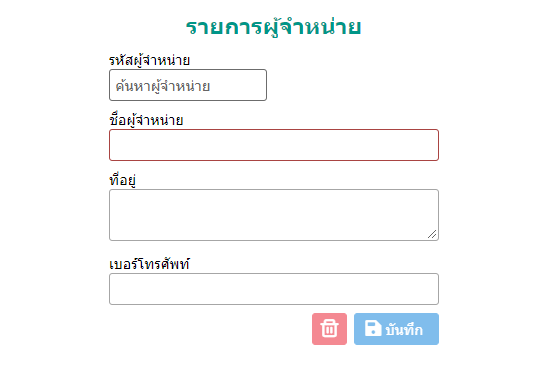 รายการผู้จำหน่าย
รหัสผู้จำหน่าย
ค้นหาผู้จำหน่าย
ชื่อผู้จำหน่าย
ที่อยู่
เบอร์โทรศัพท์
บันทึก